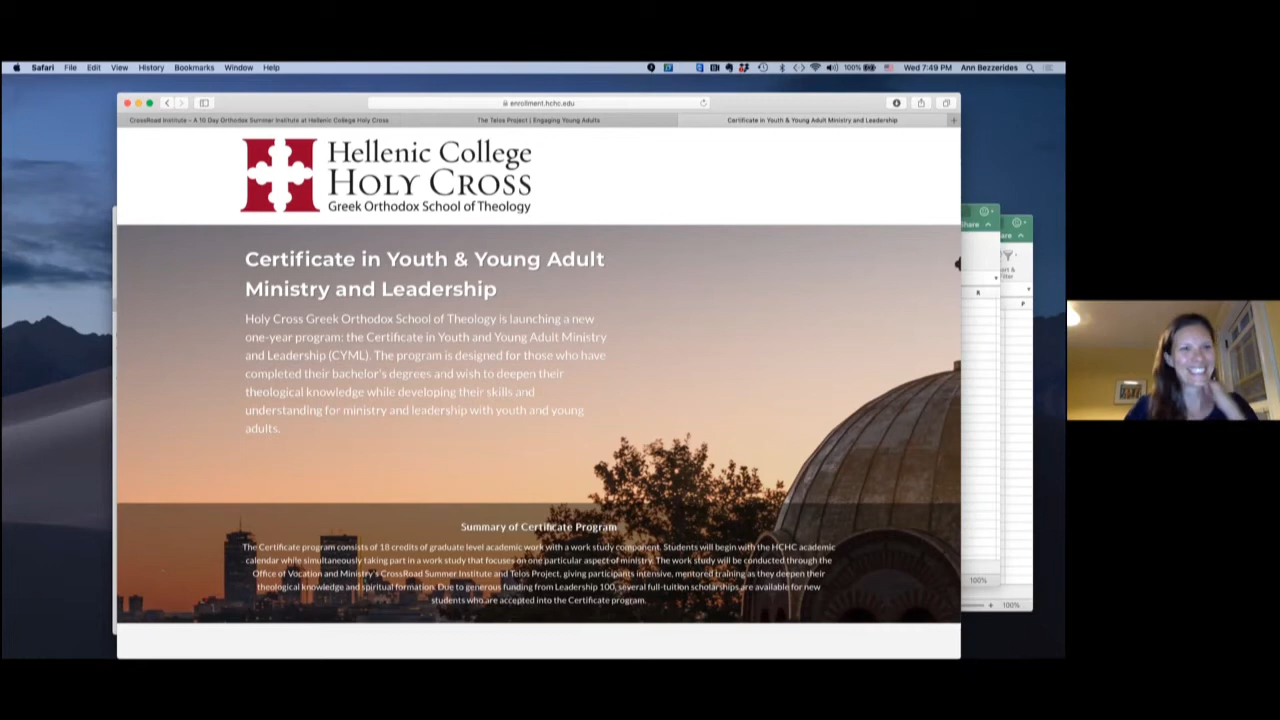 Safari File Edit View History Bookmarks Window Help
100% Wed 7:49 PM Ann Bezzerides
enrollment.hchc.edu
CrossRoad Institute – A 10 Day Orthodox Summer Institute at Hellenic College Holy Cross
The Telos Project | Engaging Young Adults
Certificate in Youth & Young Adult Ministry and Leadership
Hellenic College
Holy Cross
Greek Orthodox School of Theology
Certificate in Youth & Young Adult
Ministry and Leadership
Holy Cross Greek Orthodox School of Theology is launching a new
one-year program: the Certificate in Youth and Young Adult Ministry
and Leadership (CYML). The program is designed for those who have
completed their bachelor's degrees and wish to deepen their
theological knowledge while developing their skills and
understanding for ministry and leadership with youth and young
adults.
Summary of Certificate Program
The Certificate program consists of 18 credits of graduate level academic work with a work study component. Students will begin with the HCHC academic
calendar while simultaneously taking part in a work study that focuses on one particular aspect of ministry. The work study will be conducted through the
Office of Vocation and Ministry's CrossRoad Summer Institute and Telos Project, giving participants intensive, mentored training as they deepen their
theological knowledge and spiritual formation. Due to generous funding from Leadership 100, several full-tuition scholarships are available for new
students who are accepted into the Certificate program.
Share
R
P
100%
100%